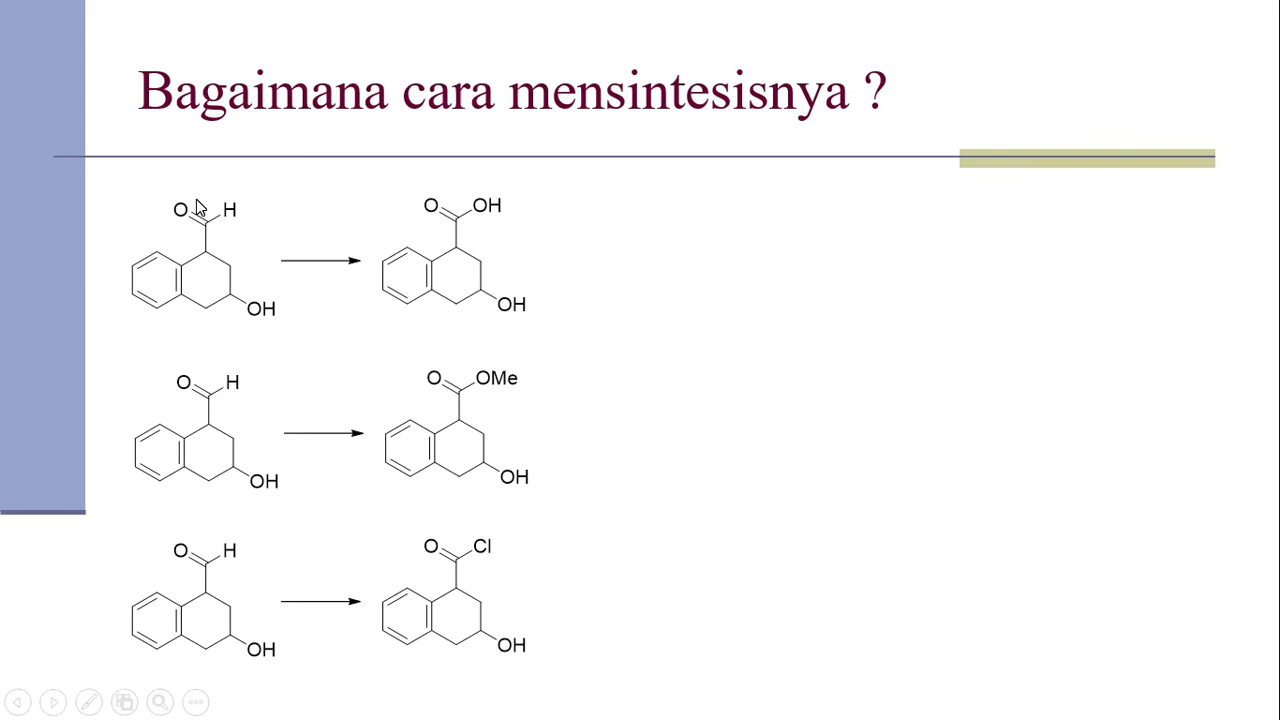 Bagaimana cara mensintesisnya ?
O H
OH
O OH
OH
O H
OH
O OMe
OH
O H
OH
O Cl
OH